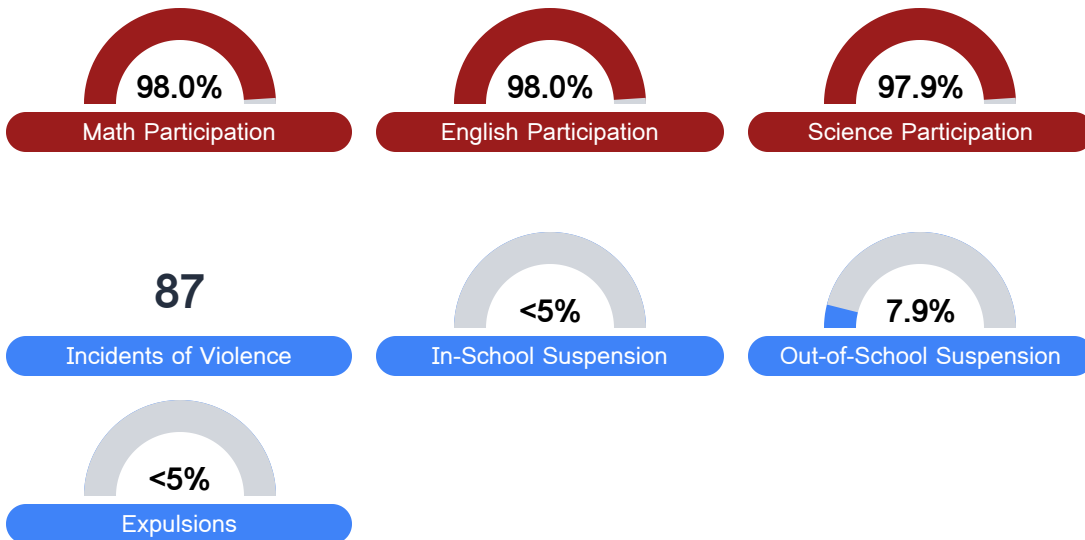 98.0%
Math Participation
98.0%
English Participation
97.9%
Science Participation
87
Incidents of Violence
<5%
In-School Suspension
7.9%
Out-of-School Suspension
<5%
Expulsions